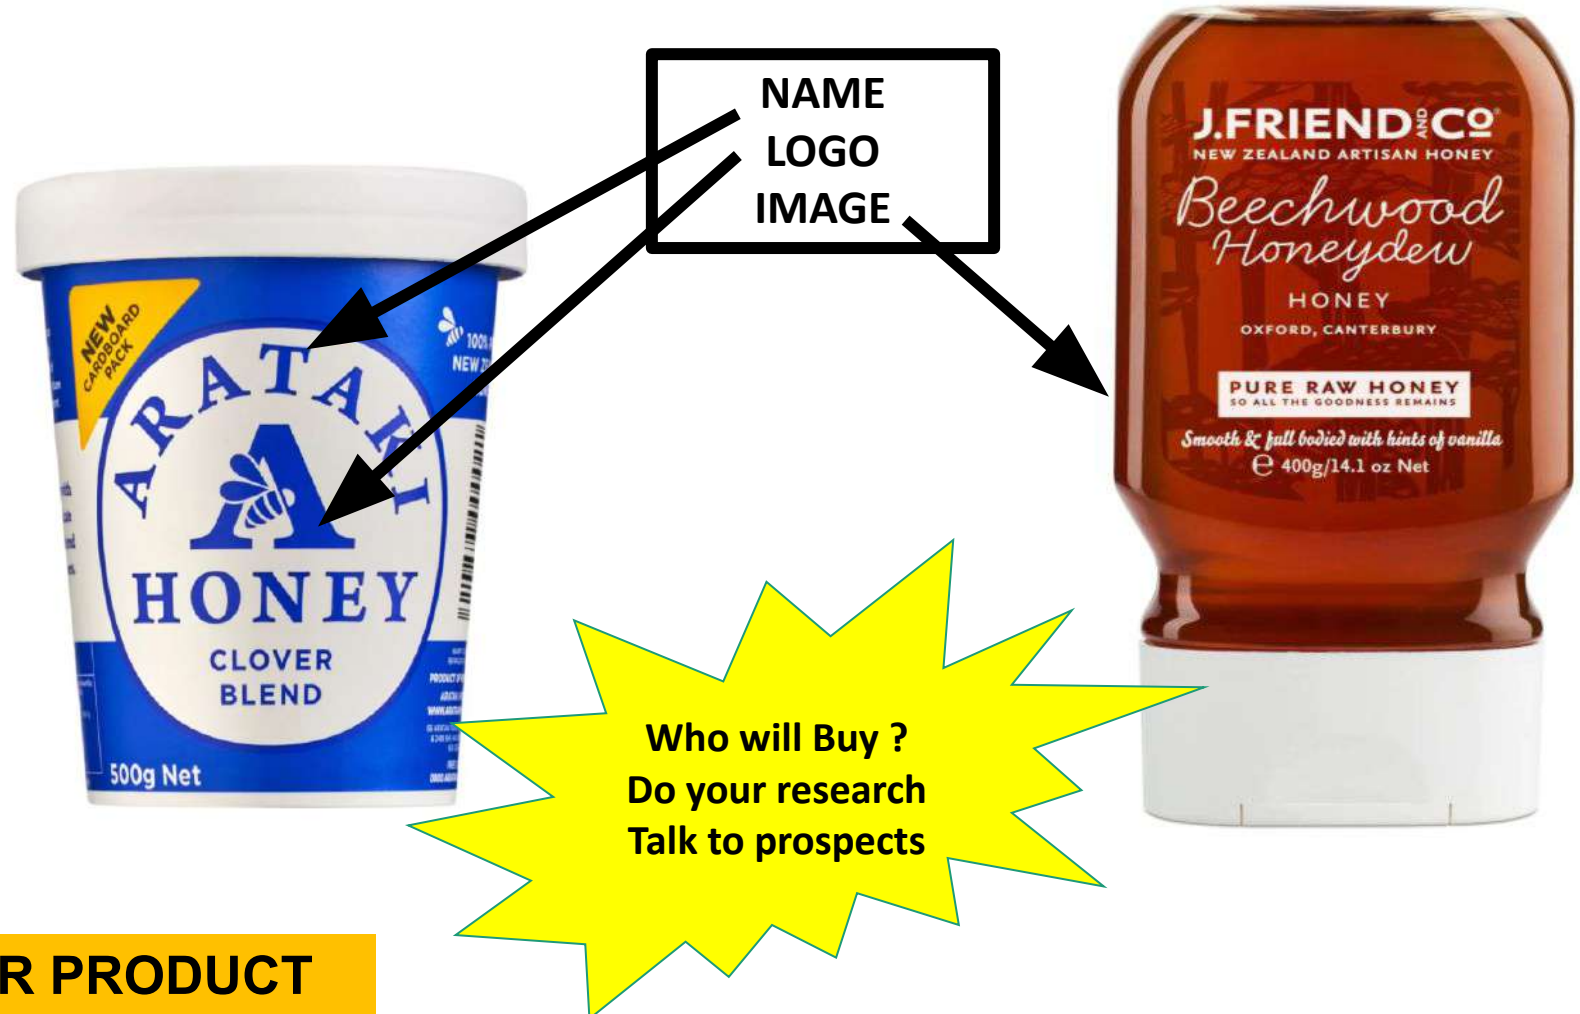 NAME
LOGO
IMAGE
NEW
CARDBOARD
PACK
100%
NEW
ARATAKI
A
HONEY
CLOVER
BLEND
500g Net
J.FRIEND AND CO
NEW ZEALAND ARTISAN HONEY
Beechwood
Honeydew
HONEY
OXFORD, CANTERBURY
PURE RAW HONEY
SO ALL THE GOODNESS REMAINS
Smooth & full bodied with hints of vanilla
℮ 400g/14.1 oz Net
Who will Buy ?
Do your research
Talk to prospects
R PRODUCT